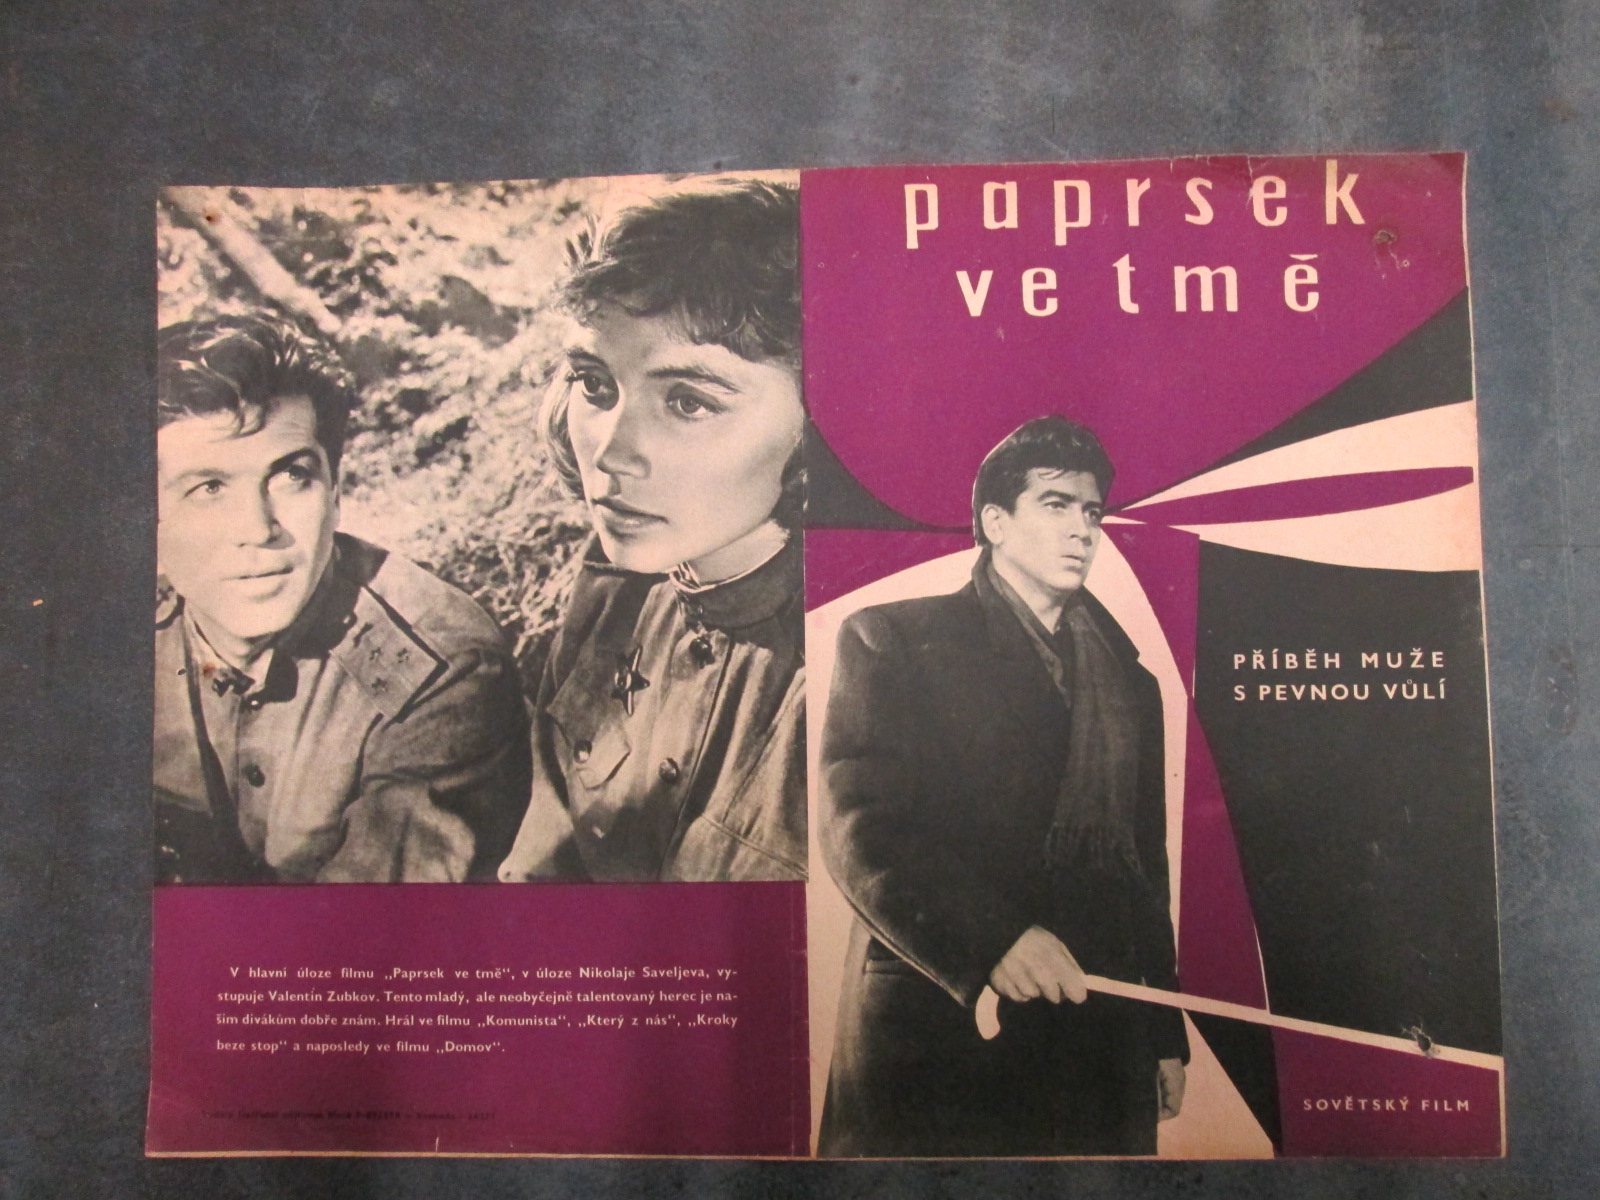 paprsek
ve tmě
PŘÍBĚH MUŽE
S PEVNOU VŮLÍ
SOVĚTSKÝ FILM
V hlavní úloze filmu „Paprsek ve tmě“, v úloze Nikolaje Saveljeva, vy-
stupuje Valentin Zubkov. Tento mladý, ale neobyčejně talentovaný herec je na-
šim divákům dobře znám. Hrál ve filmu „Komunista“, „Který z nás“, „Kroky
beze stop“ a naposledy ve filmu „Domov“.